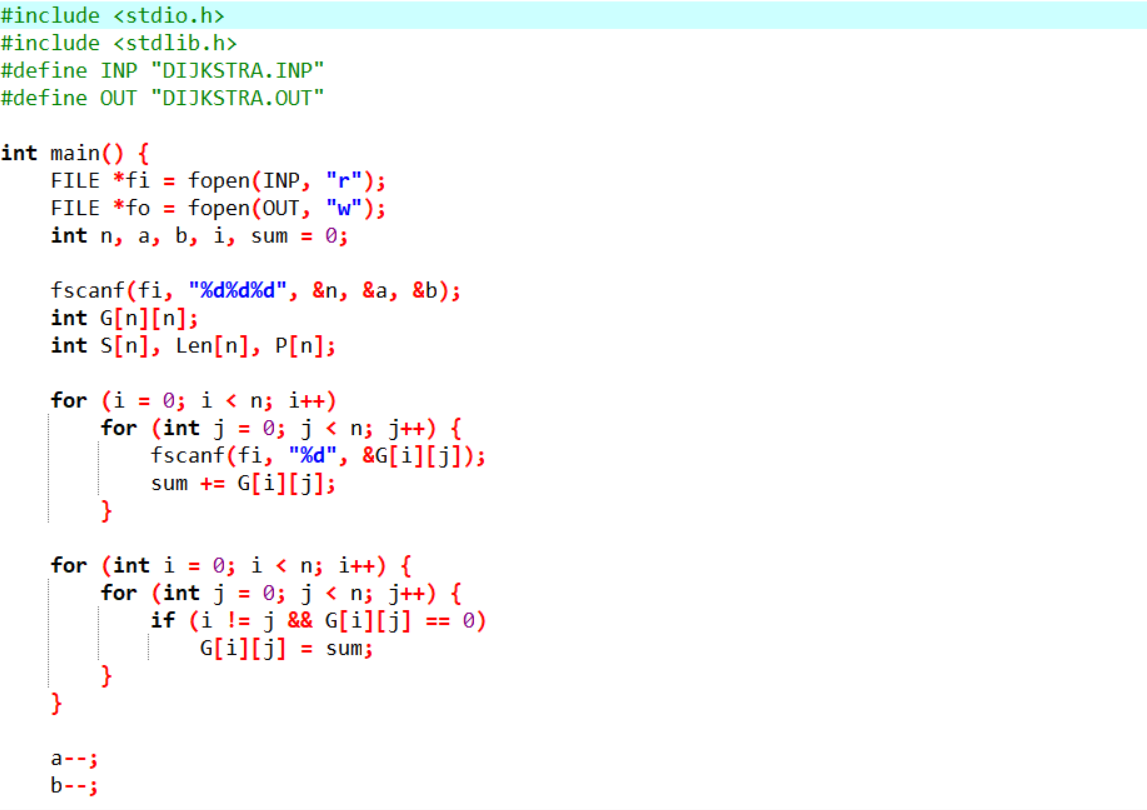 #include <stdio.h>
#include <stdlib.h>
#define INP "DIJKSTRA.INP"
#define OUT "DIJKSTRA.OUT"

int main() {
    FILE *fi = fopen(INP, "r");
    FILE *fo = fopen(OUT, "w");
    int n, a, b, i, sum = 0;

    fscanf(fi, "%d%d%d", &n, &a, &b);
    int G[n][n];
    int S[n], Len[n], P[n];

    for (i = 0; i < n; i++)
        for (int j = 0; j < n; j++) {
            fscanf(fi, "%d", &G[i][j]);
            sum += G[i][j];
        }

    for (int i = 0; i < n; i++) {
        for (int j = 0; j < n; j++) {
            if (i != j && G[i][j] == 0)
                G[i][j] = sum;
        }
    }

    a--;
    b--;